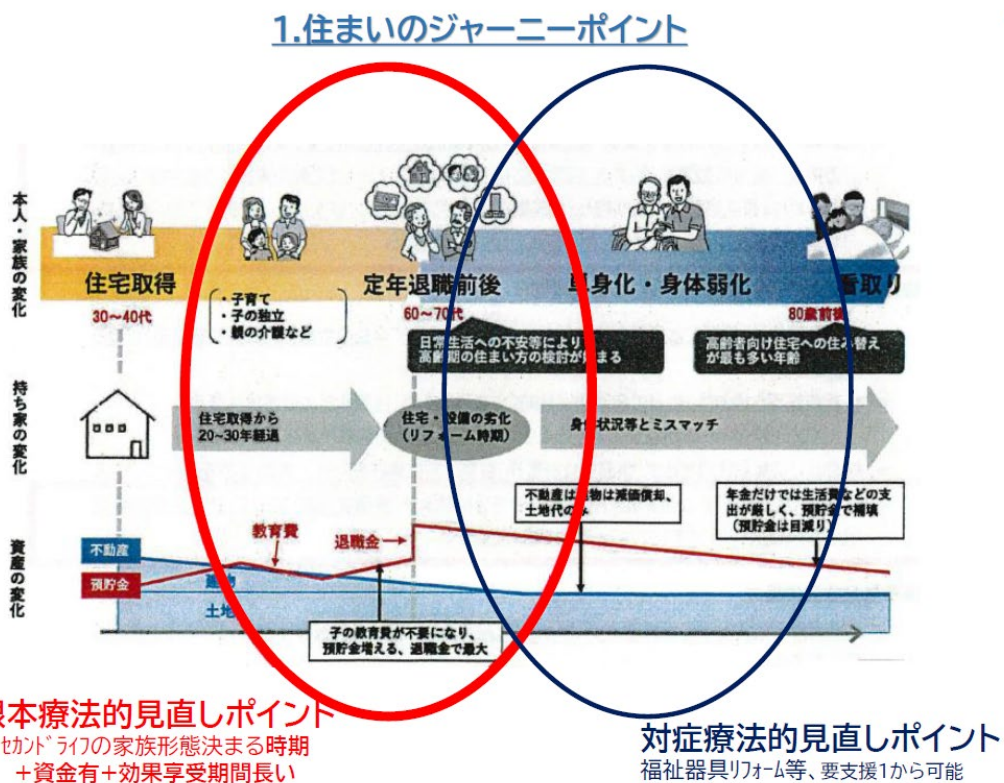 1.住まいのジャーニーポイント
本人・家族の変化
住宅取得
30～40代
・子育て
・子の独立
・親の介護など
定年退職前後
60～70代
単身化・身体弱化
看取り
80歳前後
日常生活への不安等により
高齢期の住まい方の検討が始まる
高齢者向け住宅への住み替え
が最も多い年齢
持ち家の変化
住宅取得から
20～30年経過
住宅・設備の劣化
(リフォーム時期)
身体状況等とミスマッチ
資産の変化
不動産
預貯金
教育費
退職金
建物
土地
不動産は建物は減価償却、
土地代のみ
年金だけでは生活費などの支
出が厳しく、預貯金で補填
(預貯金は目減り)
子の教育費が不要になり、
預貯金増える、退職金で最大
根本療法的見直しポイント
セカンドライフの家族形態決まる時期
+資金有+効果享受期間長い
対症療法的見直しポイント
福祉器具リフォーム等、要支援1から可能